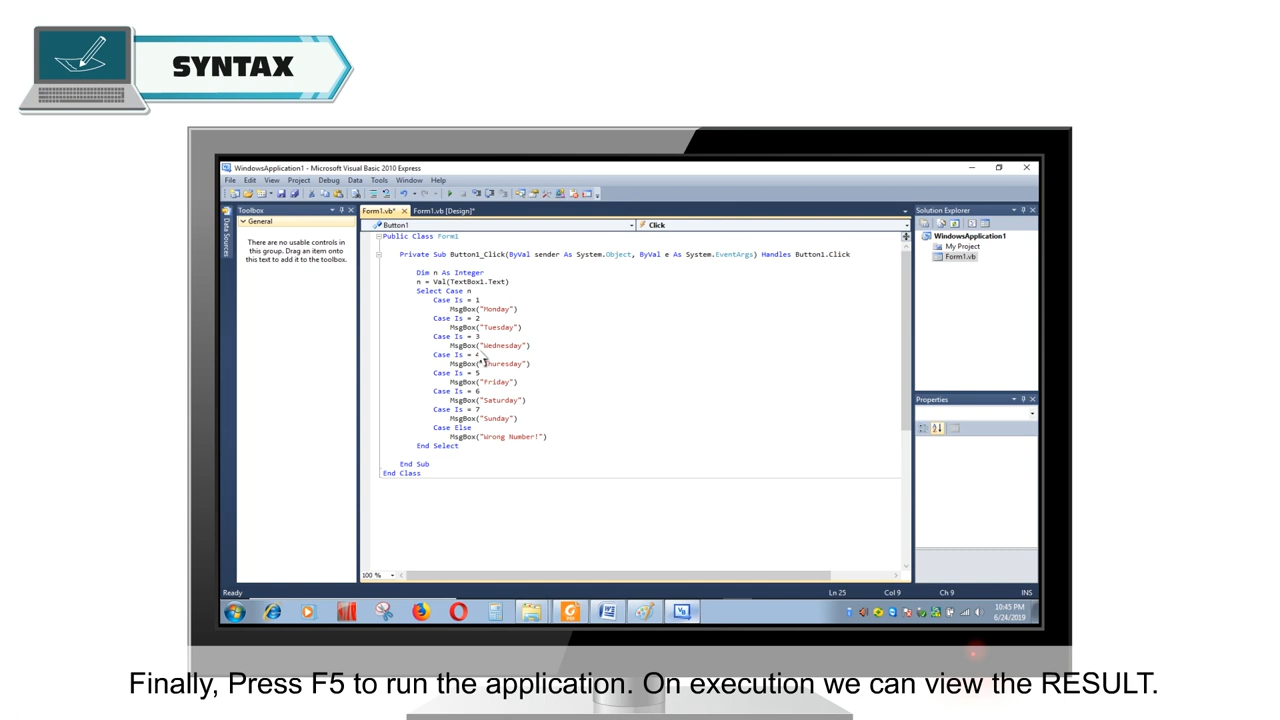 SYNTAX
WindowsApplication1 - Microsoft Visual Basic 2010 Express
File Edit View Project Debug Data Tools Window Help
Toolbox
Form1.vb* Form1.vb [Design]*
Solution Explorer
Data Sources
General
Button1
Click
There are no usable controls in
this group. Drag an item onto
this text to add it to the toolbox.
WindowsApplication1
My Project
Form1.vb
Public Class Form1
Private Sub Button1_Click(ByVal sender As System.Object, ByVal e As System.EventArgs) Handles Button1.Click
Dim n As Integer
n = Val(TextBox1.Text)
Select Case n
Case Is = 1
MsgBox("Monday")
Case Is = 2
MsgBox("Tuesday")
Case Is = 3
MsgBox("Wednesday")
Case Is = 4
MsgBox("Thuresday")
Case Is = 5
MsgBox("Friday")
Case Is = 6
MsgBox("Saturday")
Case Is = 7
MsgBox("Sunday")
Case Else
MsgBox("Wrong Number!")
End Select
End Sub
End Class
Properties
100 %
Ready
Ln 25 Col 9 Ch 9 INS
10:45 PM
6/24/2019
Finally, Press F5 to run the application. On execution we can view the RESULT.